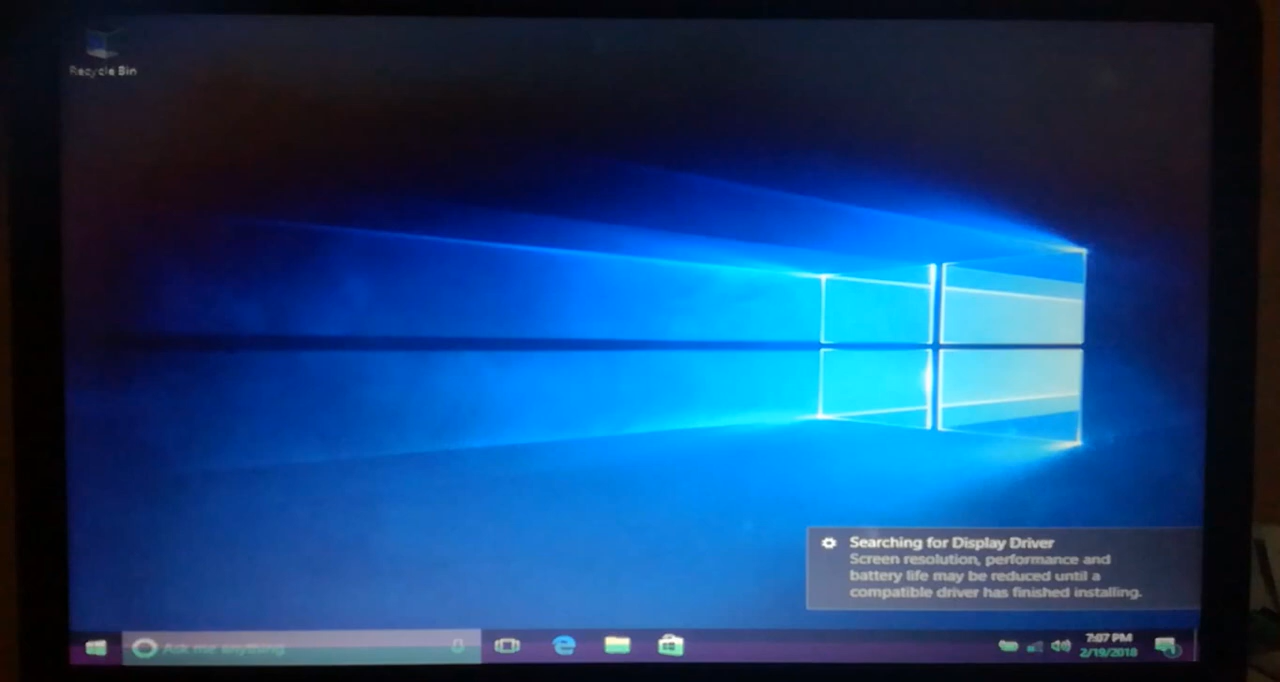 Recycle Bin
Searching for Display Driver
Screen resolution, performance and
battery life may be reduced until a
compatible driver has finished installing.
Ask me anything
7:07 PM
2/19/2018